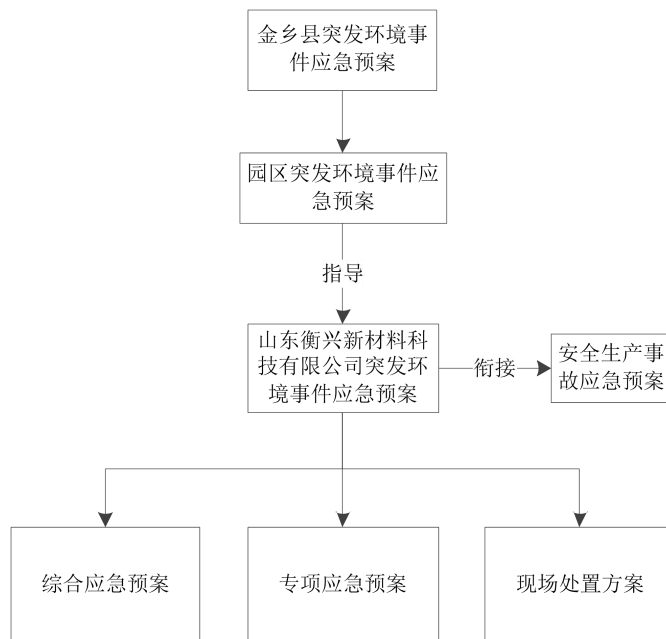 金乡县突发环境事
件应急预案
园区突发环境事件应
急预案
指导
山东衡兴新材料科
技有限公司突发环
境事件应急预案
衔接
安全生产事
故应急预案
综合应急预案
专项应急预案
现场处置方案